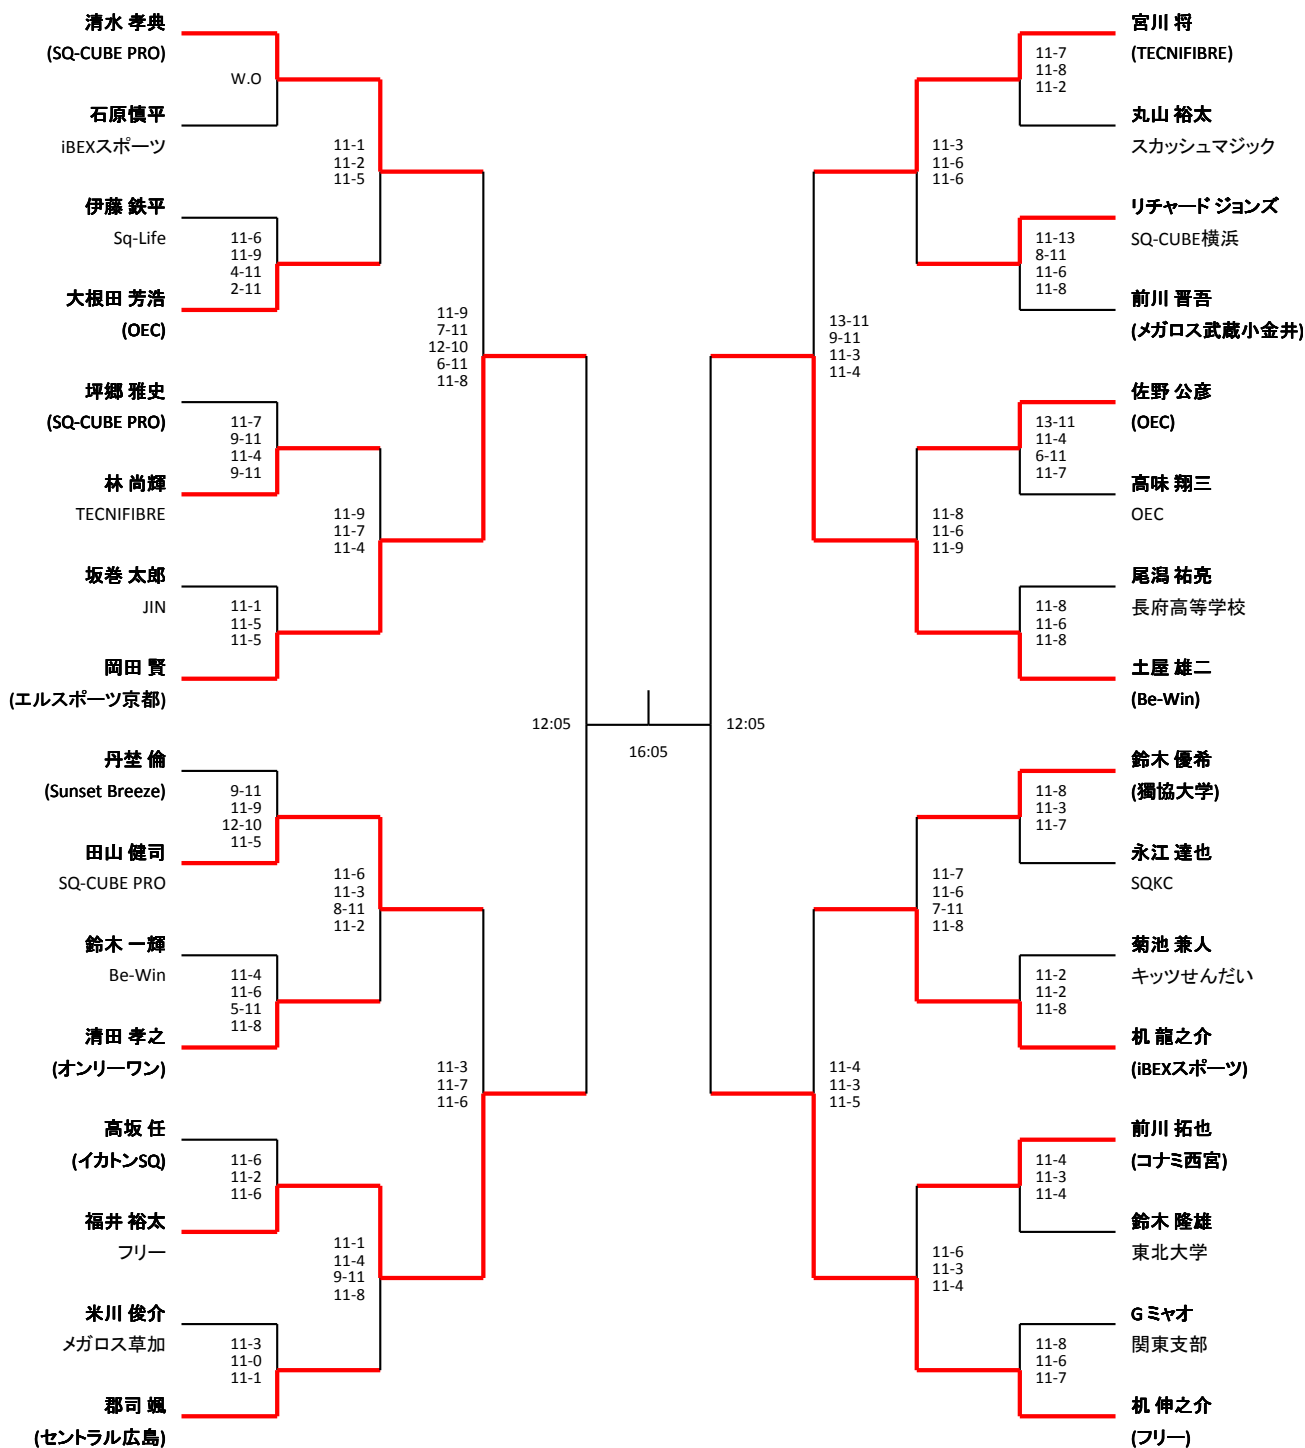 清水 孝典
(SQ-CUBE PRO)
W.O
石原慎平
iBEXスポーツ
11-1
11-2
11-5
伊藤 鉄平
Sq-Life
11-6
11-9
4-11
2-11
大根田 芳浩
(OEC)
11-9
7-11
12-10
6-11
11-8
坪郷 雅史
(SQ-CUBE PRO)
11-7
9-11
11-4
9-11
林 尚輝
TECNIFIBRE
11-9
11-7
11-4
坂巻 太郎
JIN
11-1
11-5
11-5
岡田 賢
(エルスポーツ京都)
12:05
16:05
12:05
丹埜 倫
(Sunset Breeze)
9-11
11-9
12-10
11-5
田山 健司
SQ-CUBE PRO
11-6
11-3
8-11
11-2
鈴木 一輝
Be-Win
11-4
11-6
5-11
11-8
清田 孝之
(オンリーワン)
11-3
11-7
11-6
高坂 任
(イカトンSQ)
11-6
11-2
11-6
福井 裕太
フリー
11-1
11-4
9-11
11-8
米川 俊介
メガロス草加
11-3
11-0
11-1
郡司 颯
(セントラル広島)
宮川 将
(TECNIFIBRE)
11-7
11-8
11-2
丸山 裕太
スカッシュマジック
11-3
11-6
11-6
リチャード ジョンズ
SQ-CUBE横浜
11-13
8-11
11-6
11-8
前川 晋吾
(メガロス武蔵小金井)
13-11
9-11
11-3
11-4
佐野 公彦
(OEC)
13-11
11-4
6-11
11-7
高味 翔三
OEC
11-8
11-6
11-9
尾潟 祐亮
長府高等学校
11-8
11-6
11-8
土屋 雄二
(Be-Win)
鈴木 優希
(獨協大学)
11-8
11-3
11-7
永江 達也
SQKC
11-7
11-6
7-11
11-8
菊池 兼人
キッツせんだい
11-2
11-2
11-8
机 龍之介
(iBEXスポーツ)
11-4
11-3
11-5
前川 拓也
(コナミ西宮)
11-4
11-3
11-4
鈴木 隆雄
東北大学
11-6
11-3
11-4
G ミャオ
関東支部
11-8
11-6
11-7
机 伸之介
(フリー)